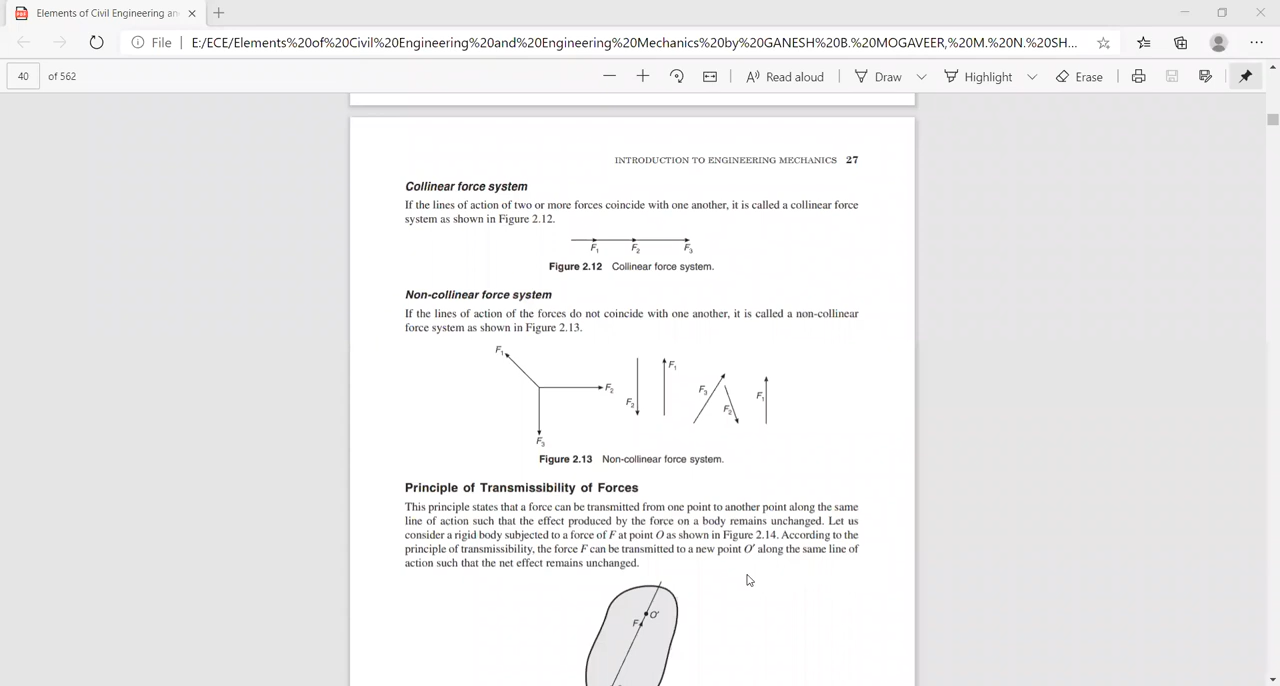 Elements of Civil Engineering an
File
E:/ECE/Elements%20of%20Civil%20Engineering%20and%20Engineering%20Mechanics%20by%20GANESH%20B.%20MOGAVEER,%20M.%20N.%20SH...
40 of 562
Read aloud
Draw
Highlight
Erase
INTRODUCTION TO ENGINEERING MECHANICS 27
Collinear force system
If the lines of action of two or more forces coincide with one another, it is called a collinear force
system as shown in Figure 2.12.
F₁ F₂ F₃
Figure 2.12 Collinear force system.
Non-collinear force system
If the lines of action of the forces do not coincide with one another, it is called a non-collinear
force system as shown in Figure 2.13.
F₁ F₂ F₃
F₂ F₁
F₃ F₂ F₁
Figure 2.13 Non-collinear force system.
Principle of Transmissibility of Forces
This principle states that a force can be transmitted from one point to another point along the same
line of action such that the effect produced by the force on a body remains unchanged. Let us
consider a rigid body subjected to a force of F at point O as shown in Figure 2.14. According to the
principle of transmissibility, the force F can be transmitted to a new point O′ along the same line of
action such that the net effect remains unchanged.
O′
F